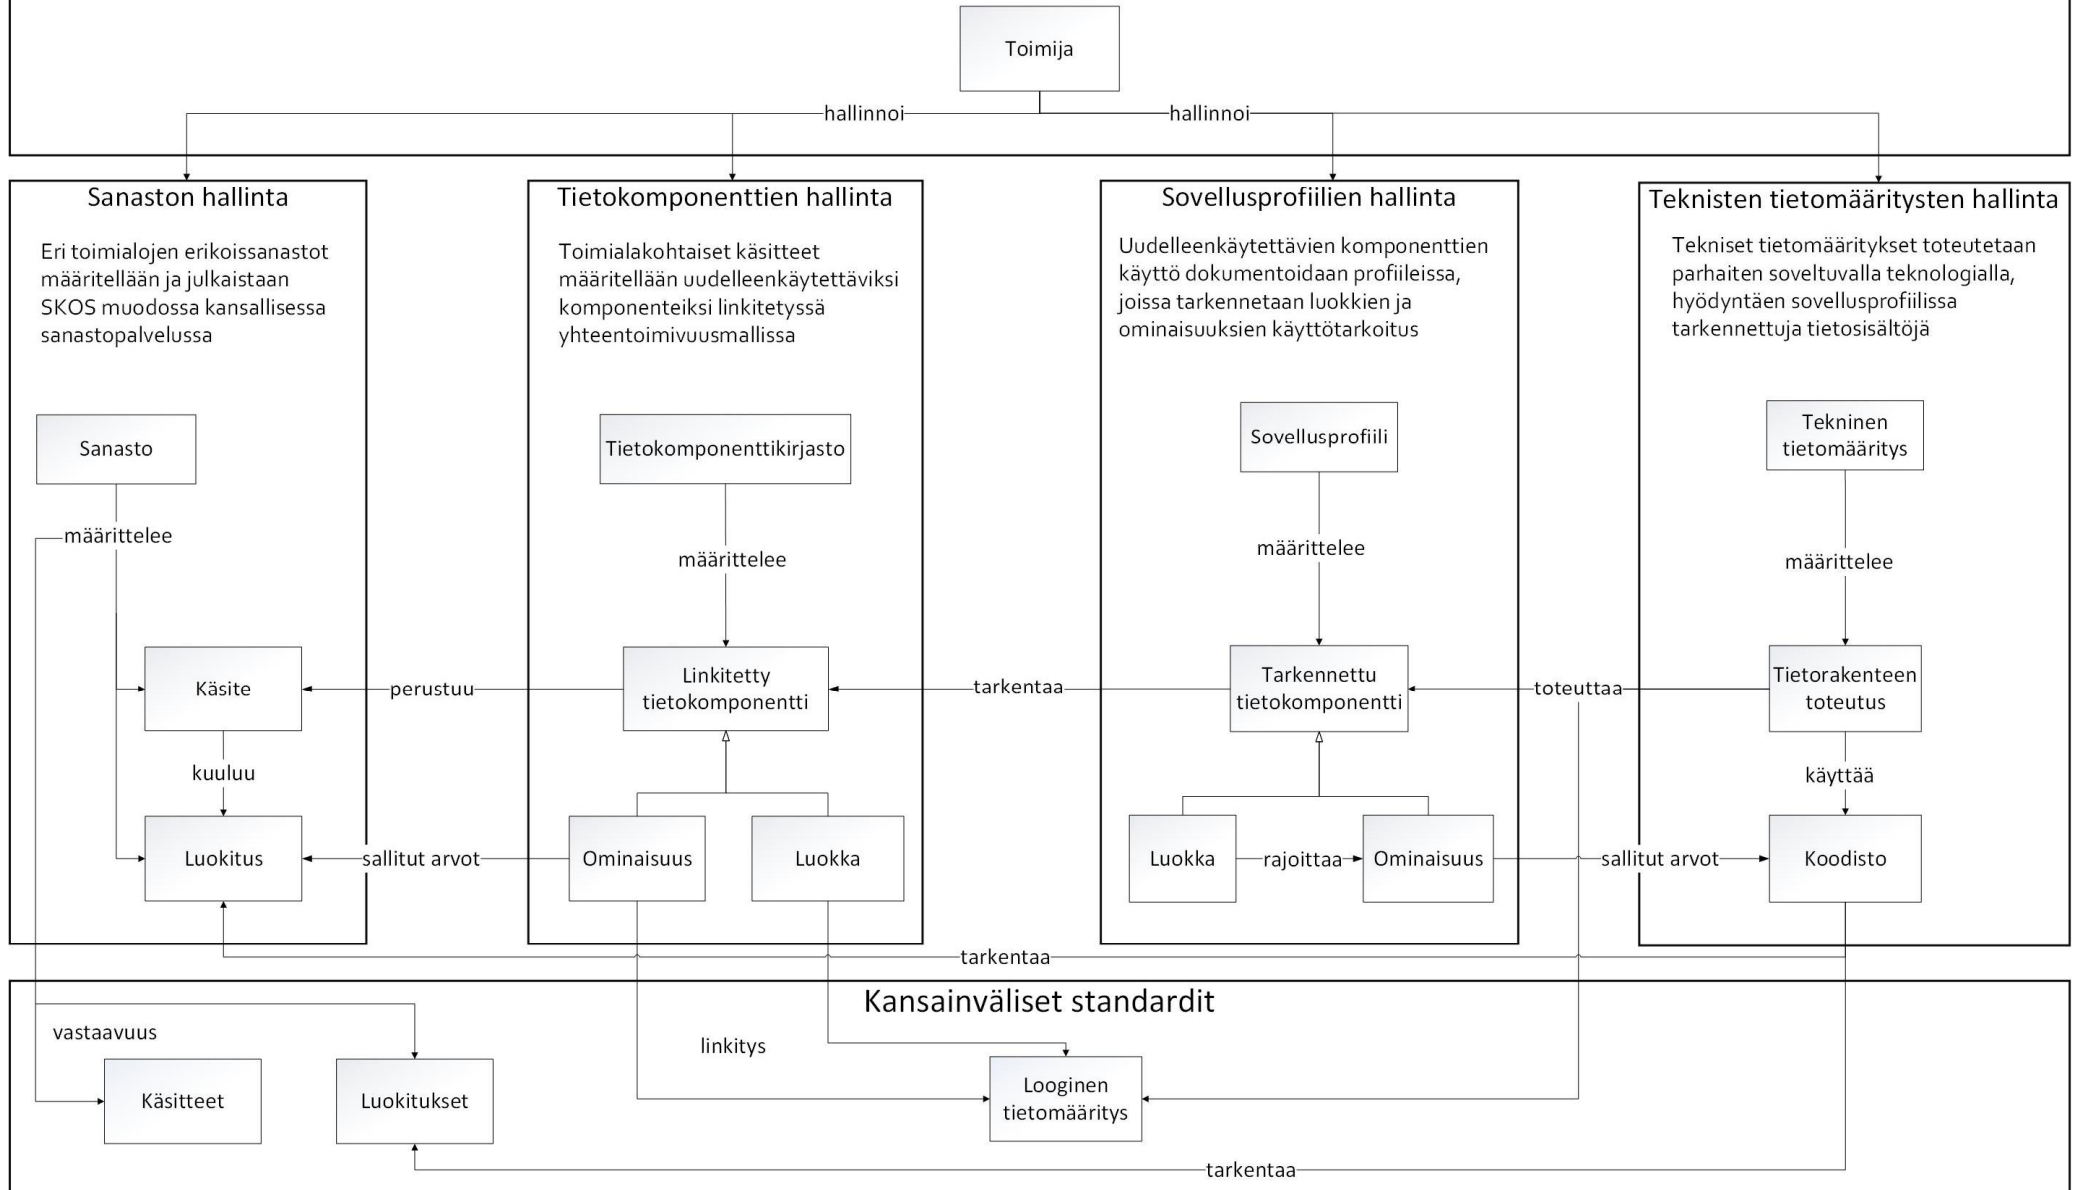 Toimija
hallinnoi
hallinnoi
Sanaston hallinta
Eri toimialojen erikoissanastot
määritellään ja julkaistaan
SKOS muodossa kansallisessa
sanastopalvelussa
Sanasto
määrittelee
Käsite
kuuluu
Luokitus
Tietokomponenttien hallinta
Toimialakohtaiset käsitteet
määritellään uudelleenkäytettäviksi
komponenteiksi linkitetyssä
yhteentoimivuusmallissa
Tietokomponenttikirjasto
määrittelee
perustuu
Linkitetty
tietokomponentti
sallitut arvot
Ominaisuus
Luokka
Sovellusprofiilien hallinta
Uudelleenkäytettävien komponenttien
käyttö dokumentoidaan profiileissa,
joissa tarkennetaan luokkien ja
ominaisuuksien käyttötarkoitus
Sovellusprofiili
määrittelee
tarkentaa
Tarkennettu
tietokomponentti
Luokka
rajoittaa
Ominaisuus
Teknisten tietomääritysten hallinta
Tekniset tietomääritykset toteutetaan
parhaiten soveltuvalla teknologialla,
hyödyntäen sovellusprofiilissa
tarkennettuja tietosisältöjä
Tekninen
tietomääritys
määrittelee
toteuttaa
Tietorakenteen
toteutus
käyttää
sallitut arvot
Koodisto
tarkentaa
Kansainväliset standardit
vastaavuus
Käsitteet
Luokitukset
linkitys
Looginen
tietomääritys
tarkentaa